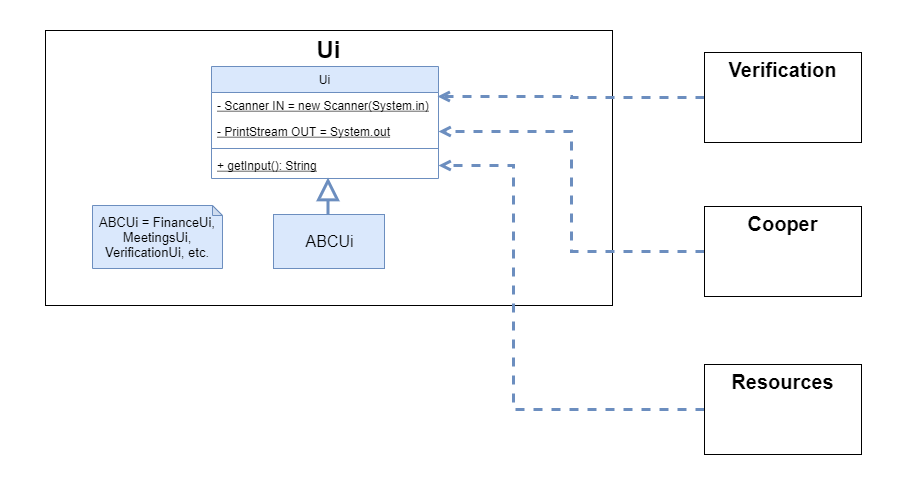 Ui
Ui
- Scanner IN = new Scanner(System.in)
- PrintStream OUT = System.out
+ getInput(): String
ABCUi = FinanceUi,
MeetingsUi,
VerificationUi, etc.
ABCUi
Verification
Cooper
Resources